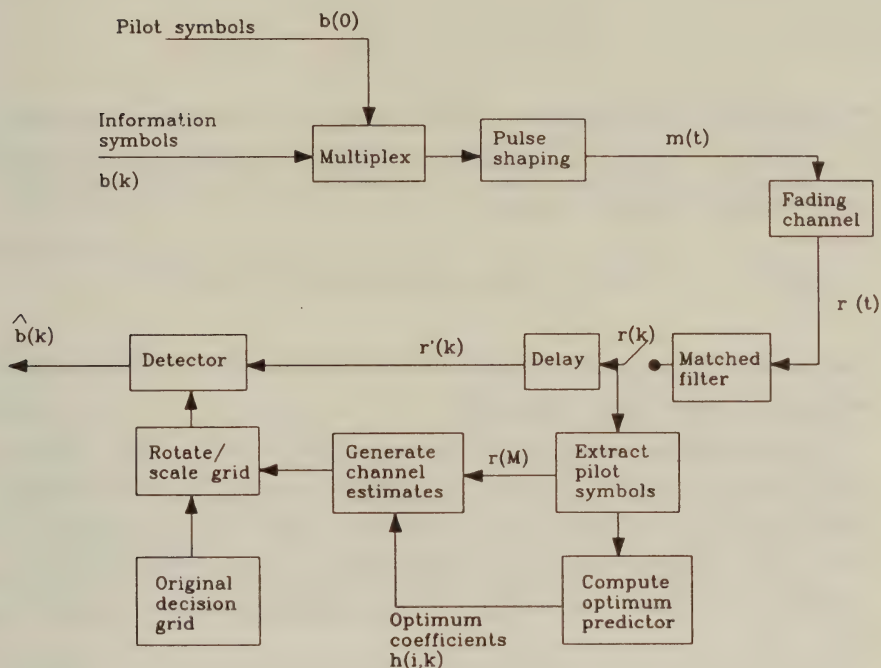 Pilot symbols
b(0)
Information
symbols
b(k)
Multiplex
Pulse
shaping
m(t)
Fading
channel
r (t)
^
b(k)
Detector
r'(k)
Delay
r(k)
Matched
filter
Rotate/
scale grid
Generate
channel
estimates
r(M)
Extract
pilot
symbols
Original
decision
grid
Optimum
coefficients
h(i,k)
Compute
optimum
predictor